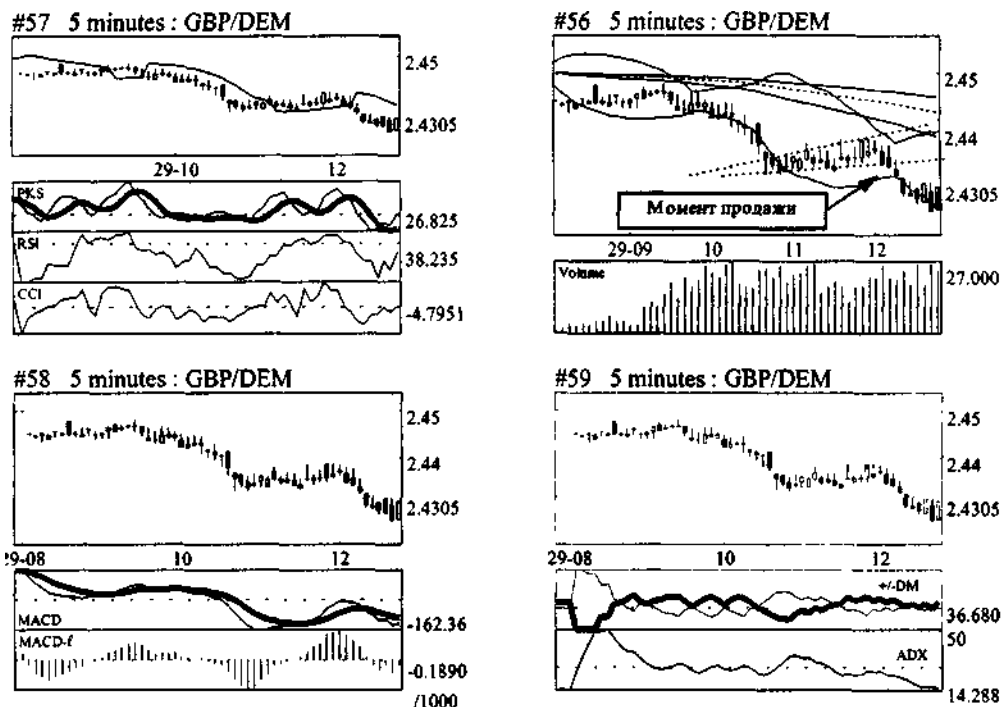 #57 5 minutes : GBP/DEM
2.45
2.4305
29-10 12
PKS
26.825
RSI
38.235
CCI
-4.7951
#56 5 minutes : GBP/DEM
2.45
2.44
2.4305
Момент продажи
29-09 10 11 12
Volume
27.000
#58 5 minutes : GBP/DEM
2.45
2.44
2.4305
29-08 10 12
MACD
-162.36
MACD-f
-0.1890
/1000
#59 5 minutes : GBP/DEM
2.45
2.44
2.4305
29-08 10 12
+/-DM
36.680
50
ADX
14.288